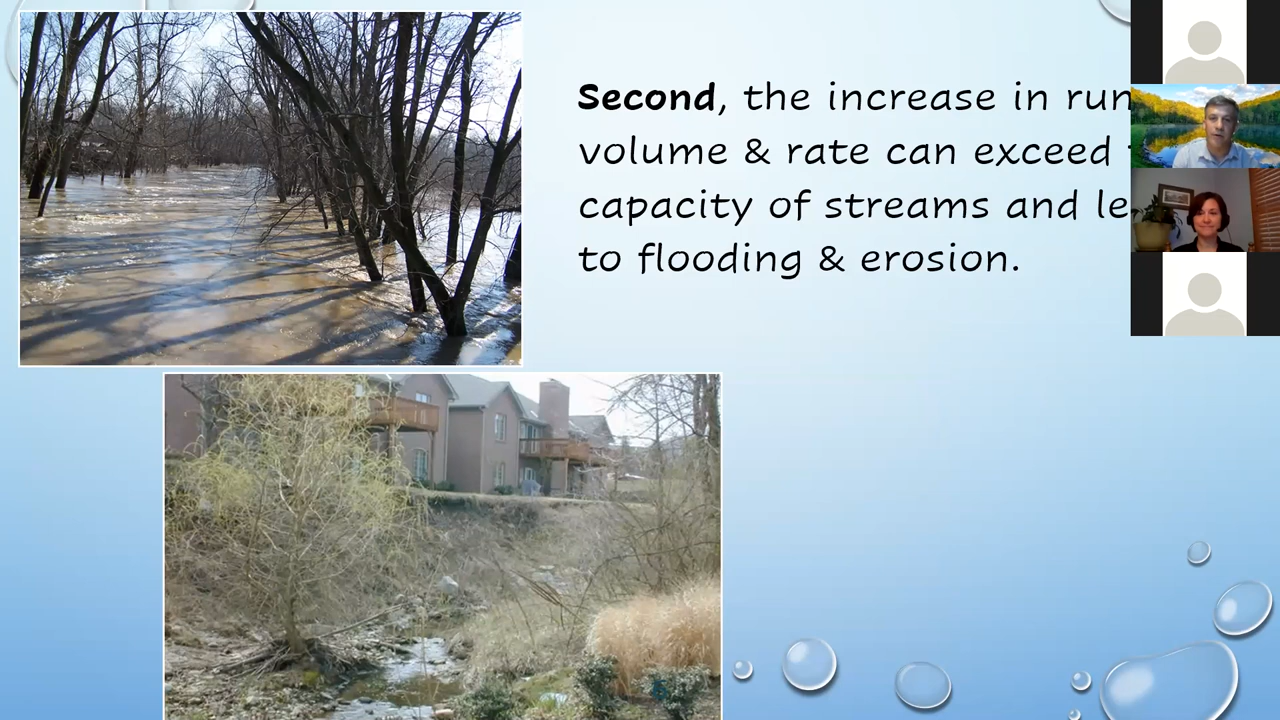 Second, the increase in run
volume & rate can exceed
capacity of streams and le
to flooding & erosion.